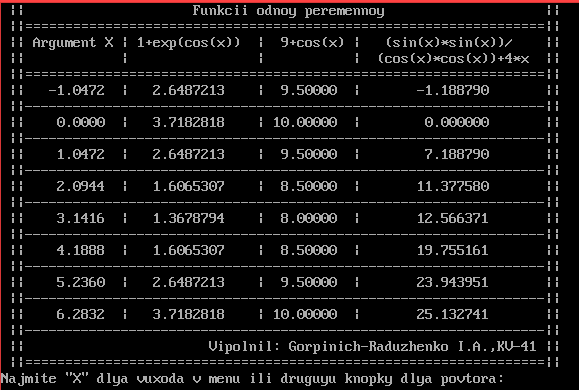 Funkcii odnoy peremennoy
Argument X ¦ 1+exp(cos(x)) ¦ 9+cos(x) ¦ (sin(x)*sin(x))/
¦ ¦ ¦ (cos(x)*cos(x))+4*x
-1.0472 ¦ 2.6487213 ¦ 9.50000 ¦ -1.188790
0.0000 ¦ 3.7182818 ¦ 10.00000 ¦ 0.000000
1.0472 ¦ 2.6487213 ¦ 9.50000 ¦ 7.188790
2.0944 ¦ 1.6065307 ¦ 8.50000 ¦ 11.377580
3.1416 ¦ 1.3678794 ¦ 8.00000 ¦ 12.566371
4.1888 ¦ 1.6065307 ¦ 8.50000 ¦ 19.755161
5.2360 ¦ 2.6487213 ¦ 9.50000 ¦ 23.943951
6.2832 ¦ 3.7182818 ¦ 10.00000 ¦ 25.132741
Vipolnil: Gorpinich-Raduzhenko I.A.,KV-41
Najmite "X" dlya vuxoda v menu ili druguyu knopky dlya povtora: